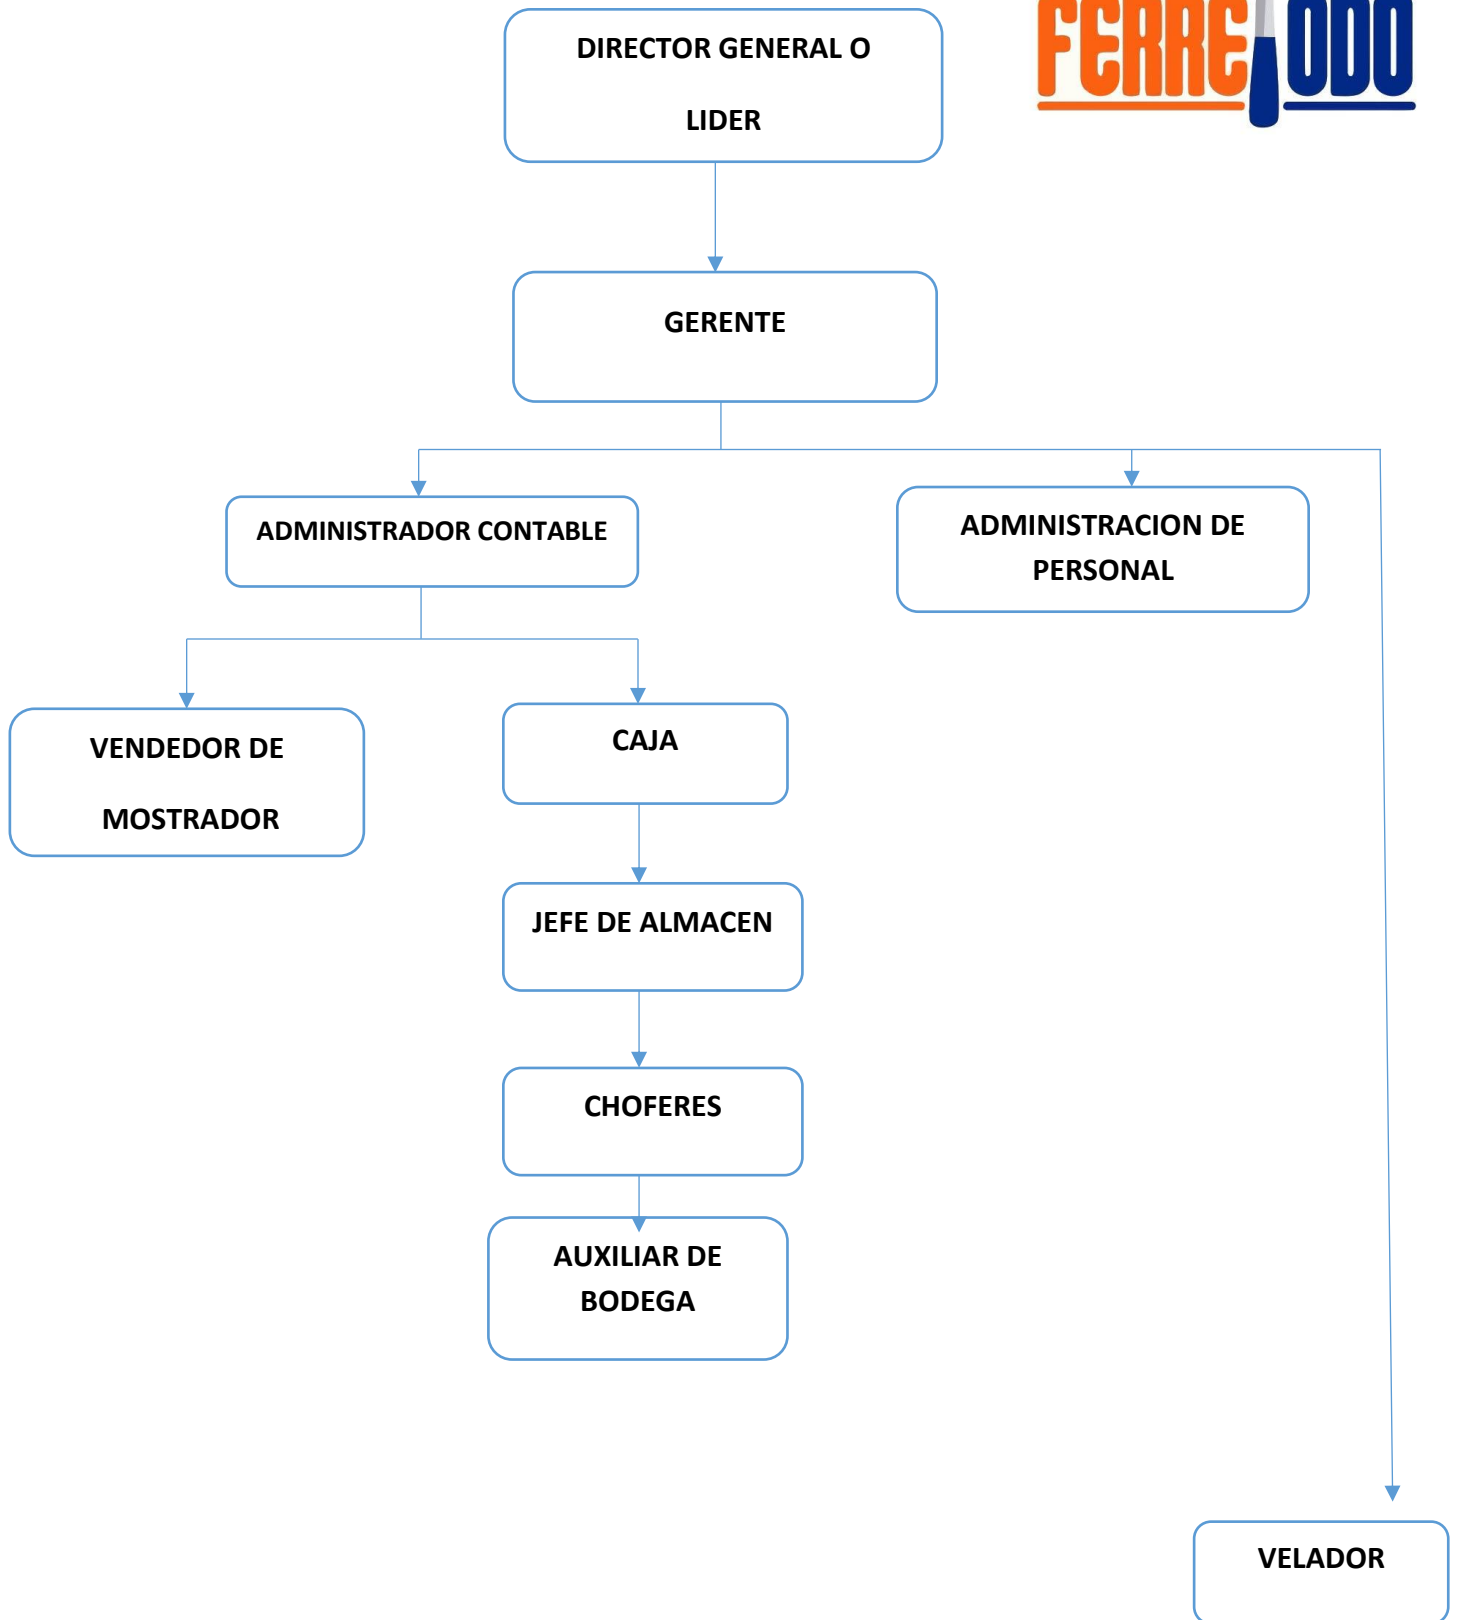 FERRETODO
DIRECTOR GENERAL O
LIDER
GERENTE
ADMINISTRADOR CONTABLE
ADMINISTRACION DE
PERSONAL
VENDEDOR DE
MOSTRADOR
CAJA
JEFE DE ALMACEN
CHOFERES
AUXILIAR DE
BODEGA
VELADOR